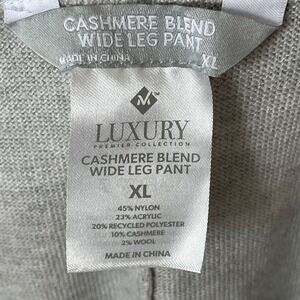 CASHMERE BLEND
WIDE LEG PANT
MADE IN CHINA XL
M™
LUXURY
PREMIER COLLECTION
CASHMERE BLEND
WIDE LEG PANT
XL
45% NYLON
23% ACRYLIC
20% RECYCLED POLYESTER
10% CASHMERE
2% WOOL
MADE IN CHINA